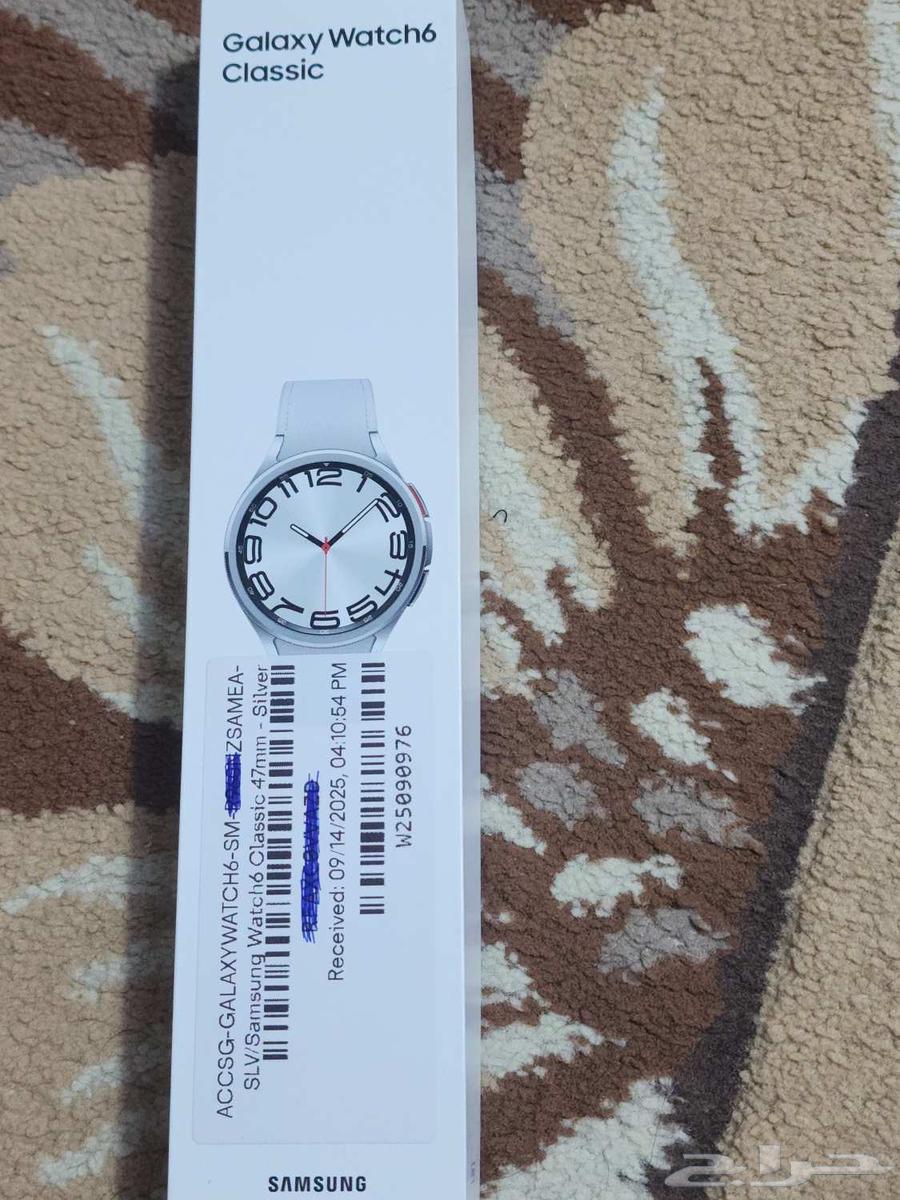 Galaxy Watch6
Classic
12
1
2
3
4
5
6
7
8
9
10
11
ACCSG-GALAXYWATCH6-SM-ZSAMEA-
SLV/Samsung Watch6 Classic 47mm - Silver
Received: 09/14/2025, 04:10:54 PM
W25090976
SAMSUNG
حراج